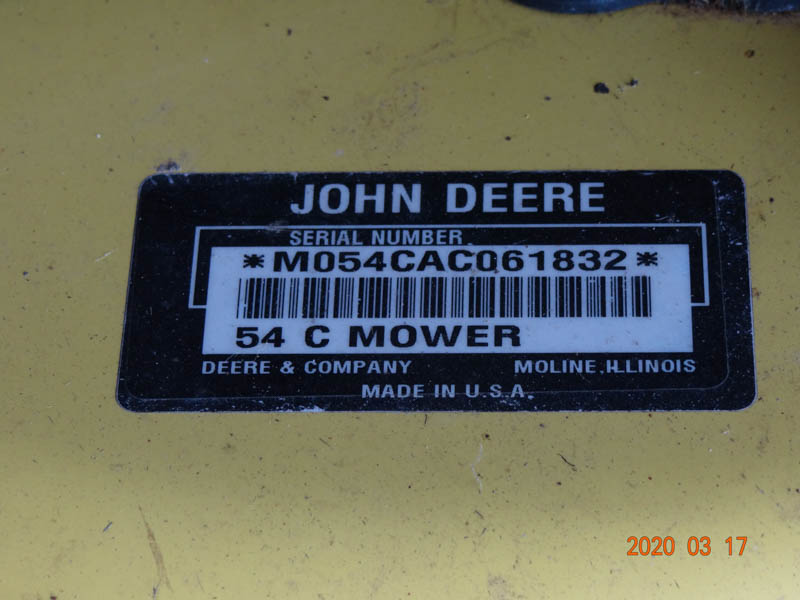 JOHN DEERE
SERIAL NUMBER
*M054CAC061832*
54 C MOWER
DEERE & COMPANY MOLINE, ILLINOIS
MADE IN U.S.A.
2020 03 17